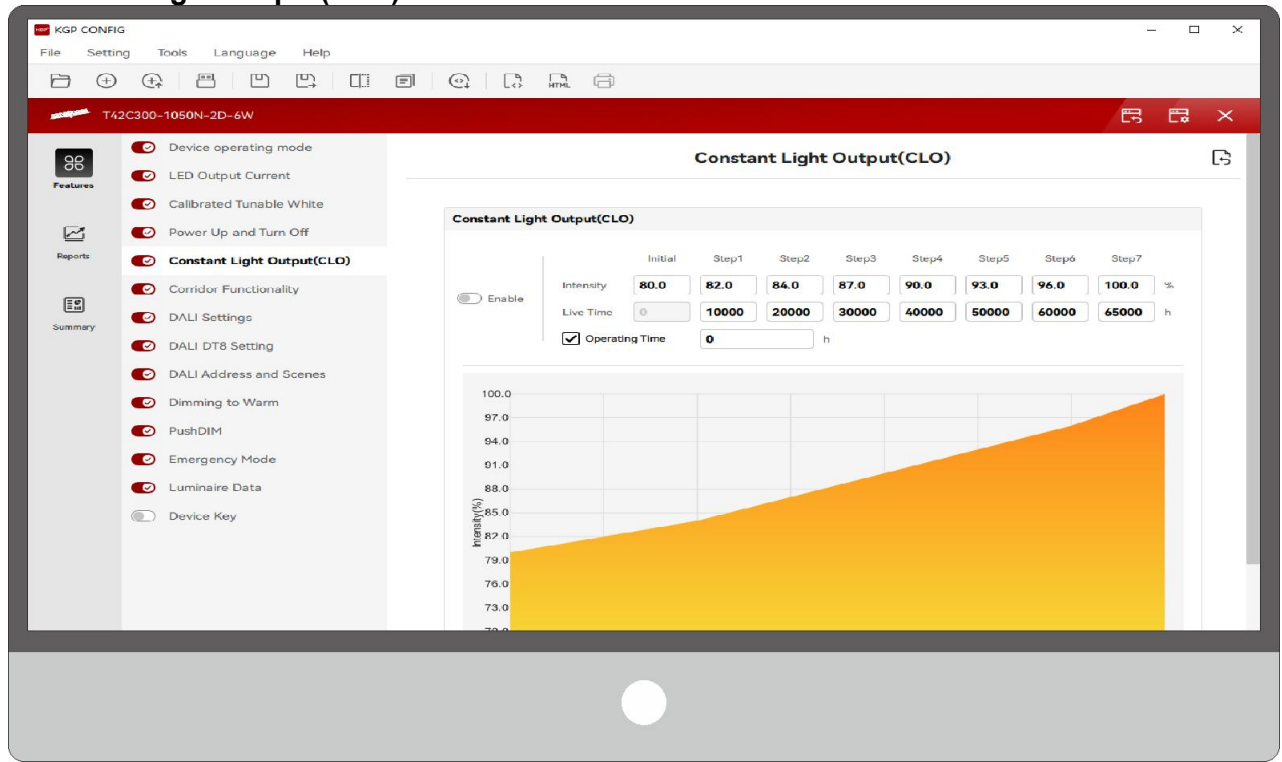 KGP CONFIG
File Setting Tools Language Help
HTML
T42C300-1050N-2D-6W
Features
Reports
Summary
Device operating mode
LED Output Current
Calibrated Tunable White
Power Up and Turn Off
Constant Light Output(CLO)
Corridor Functionality
DALI Settings
DALI DT8 Setting
DALI Address and Scenes
Dimming to Warm
PushDIM
Emergency Mode
Luminaire Data
Device Key
Constant Light Output(CLO)
Constant Light Output(CLO)
Enable
Initial Step1 Step2 Step3 Step4 Step5 Step6 Step7
Intensity 80.0 82.0 84.0 87.0 90.0 93.0 96.0 100.0 %
Live Time 0 10000 20000 30000 40000 50000 60000 65000 h
Operating Time 0 h
Intensity(%)
100.0
97.0
94.0
91.0
88.0
85.0
82.0
79.0
76.0
73.0